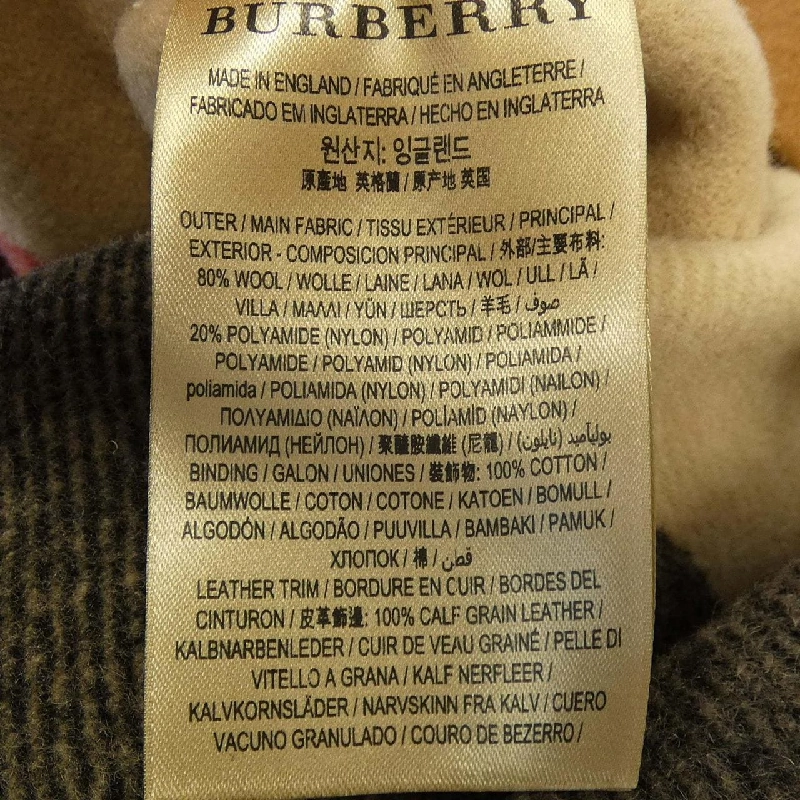 BURBERRY
MADE IN ENGLAND / FABRIQUÉ EN ANGLETERRE /
FABRICADO EM INGLATERRA / HECHO EN INGLATERRA
원산지: 잉글랜드
原產地 英格蘭 / 原产地 英国
OUTER / MAIN FABRIC / TISSU EXTÉRIEUR / PRINCIPAL /
EXTERIOR - COMPOSICION PRINCIPAL / 外部/主要布料:
80% WOOL / WOLLE / LAINE / LANA / WOL / ULL / LÃ /
VILLA / ΜΑΛΛΙ / YÜN / ШЕРСТЬ / 羊毛 / صوف /
20% POLYAMIDE (NYLON) / POLYAMID / POLIAMMIDE /
POLYAMIDE / POLYAMID (NYLON) / POLIAMIDA /
poliamida / POLIAMIDA (NYLON) / POLYAMIDI (NAILON) /
ΠΟΛΥΑΜΙΔΙΟ (ΝΑΪΛΟΝ) / POLİAMİD (NAYLON) /
ПОЛИАМИД (НЕЙЛОН) / 聚醯胺纖維 (尼龍) / بولياميد (نايلون)
BINDING / GALON / UNIONES / 裝飾物: 100% COTTON /
BAUMWOLLE / COTON / COTONE / KATOEN / BOMULL /
ALGODÓN / ALGODÃO / PUUVILLA / BAMBAKI / PAMUK /
ХЛОПОК / 棉 / قطن
LEATHER TRIM / BORDURE EN CUIR / BORDES DEL
CINTURON / 皮革飾邊: 100% CALF GRAIN LEATHER /
KALBNARBENLEDER / CUIR DE VEAU GRAINÉ / PELLE DI
VITELLO A GRANA / KALF NERFLEER /
KALVKORNSLÄDER / NARVSKINN FRA KALV / CUERO
VACUNO GRANULADO / COURO DE BEZERRO /